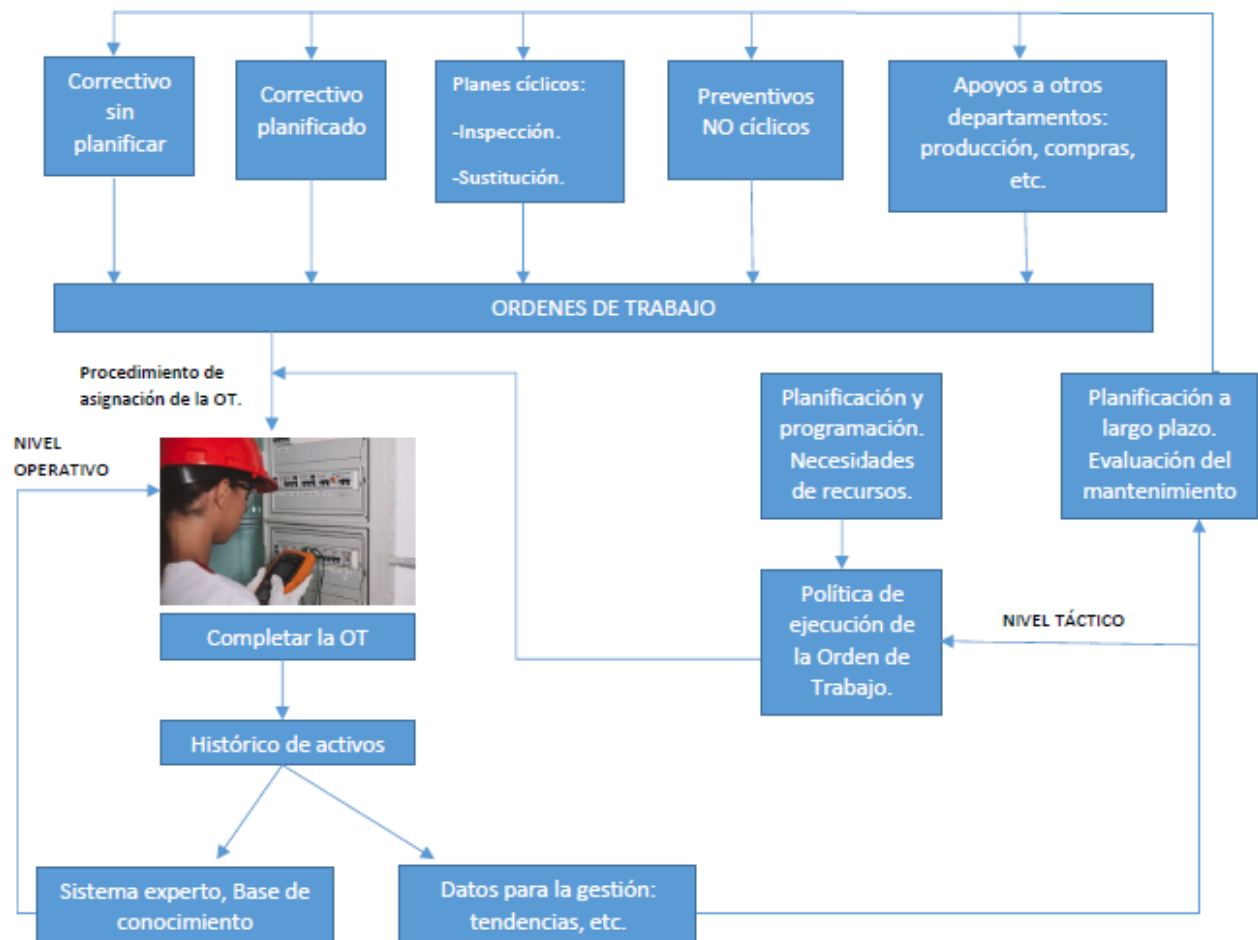 Correctivo
sin
planificar
Correctivo
planificado
Planes cíclicos:
-Inspección.
-Sustitución.
Preventivos
NO cíclicos
Apoyos a otros
departamentos:
producción, compras,
etc.
ORDENES DE TRABAJO
Procedimiento de
asignación de la OT.
NIVEL
OPERATIVO
Planificación y
programación.
Necesidades
de recursos.
Planificación a
largo plazo.
Evaluación del
mantenimiento
Completar la OT
Política de
ejecución de
la Orden de
Trabajo.
NIVEL TÁCTICO
Histórico de activos
Sistema experto, Base de
conocimiento
Datos para la gestión:
tendencias, etc.